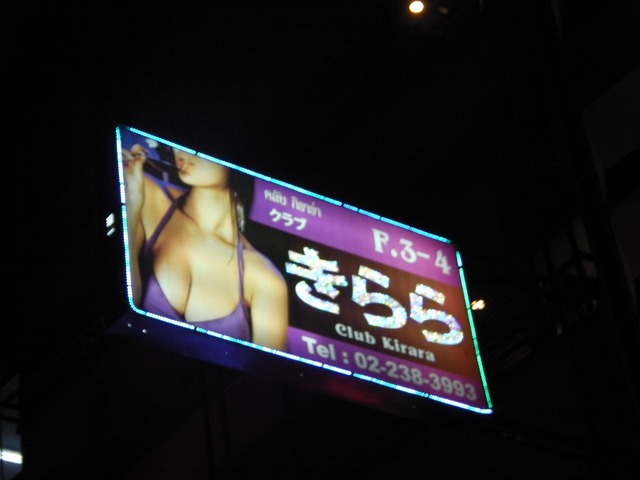 คลับ คิราร่า
クラブ
F.3-4
きらら
Club Kirara
Tel : 02-238-3993